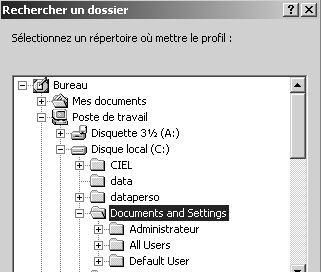 Rechercher un dossier
Sélectionnez un répertoire où mettre le profil :
Bureau
Mes documents
Poste de travail
Disquette 3½ (A:)
Disque local (C:)
CIEL
data
dataperso
Documents and Settings
Administrateur
All Users
Default User